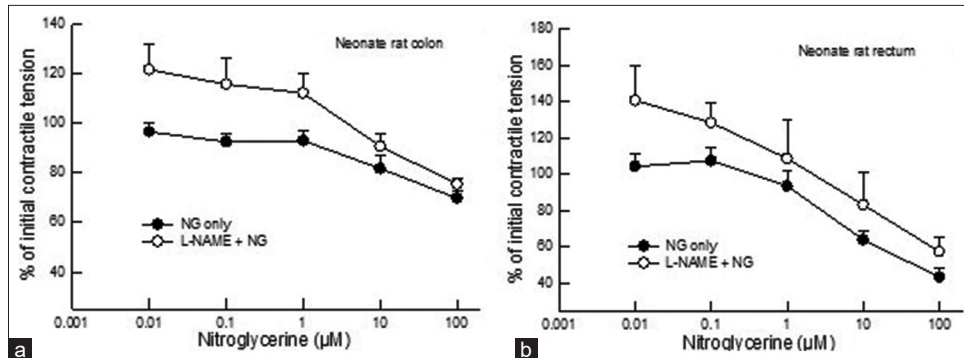 140
120
100
80
60
40
% of initial contractile tension
Neonate rat colon
NG only
L-NAME + NG
0.001 0.01 0.1 1 10 100
Nitroglycerine (µM)
a
180
160
140
120
100
80
60
40
% of initial contractile tension
Neonate rat rectum
NG only
L-NAME + NG
0.001 0.01 0.1 1 10 100
Nitroglycerine (µM)
b